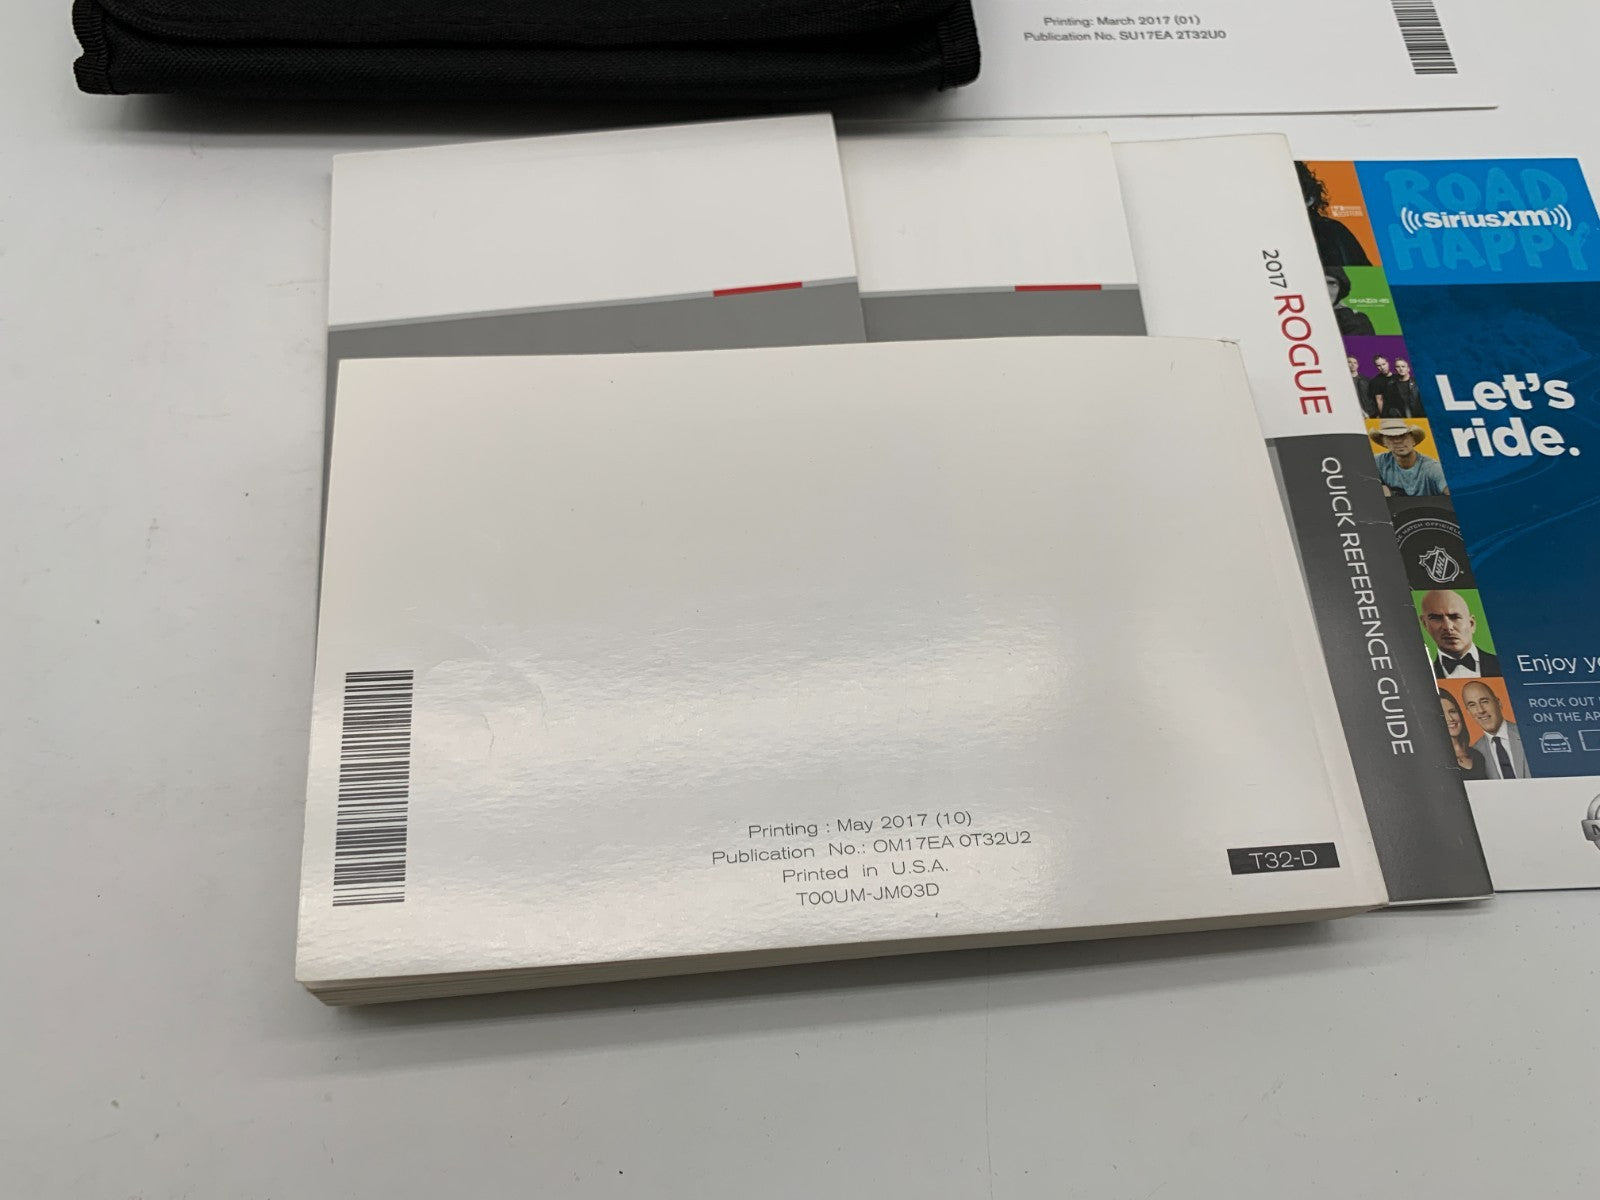 Printing: March 2017 (01)
Publication No. SU17EA 2T32U0
2017 ROGUE
QUICK REFERENCE GUIDE
ROAD
((SiriusXM))
HAPPY
Let's
ride.
NHL
Enjoy
ROCK OUT
ON THE
Printing : May 2017 (10)
Publication No.: OM17EA 0T32U2
Printed in U.S.A.
T00UM-JM03D
T32-D